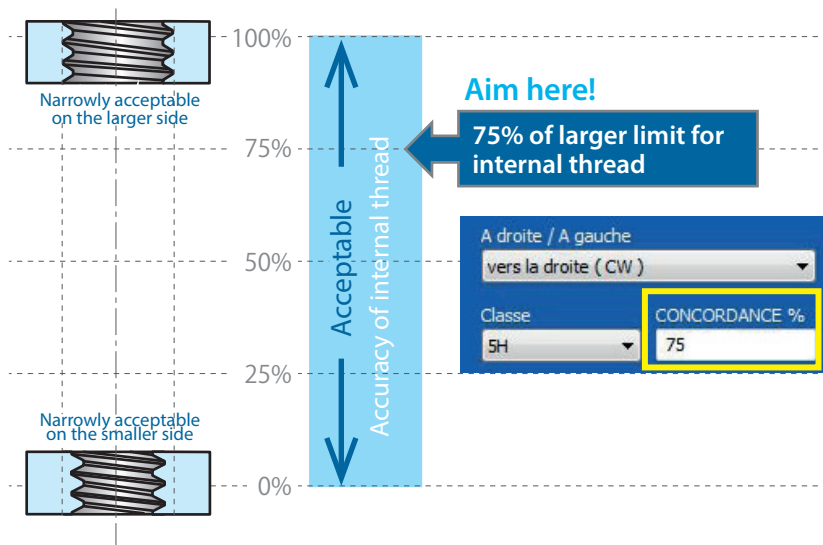 100%
Narrowly acceptable
on the larger side
Aim here!
75% of larger limit for
internal thread
75%
Acceptable
Accuracy of internal thread
A droite / A gauche
vers la droite ( CW )
50%
Classe
CONCORDANCE %
5H
75
25%
Narrowly acceptable
on the smaller side
0%